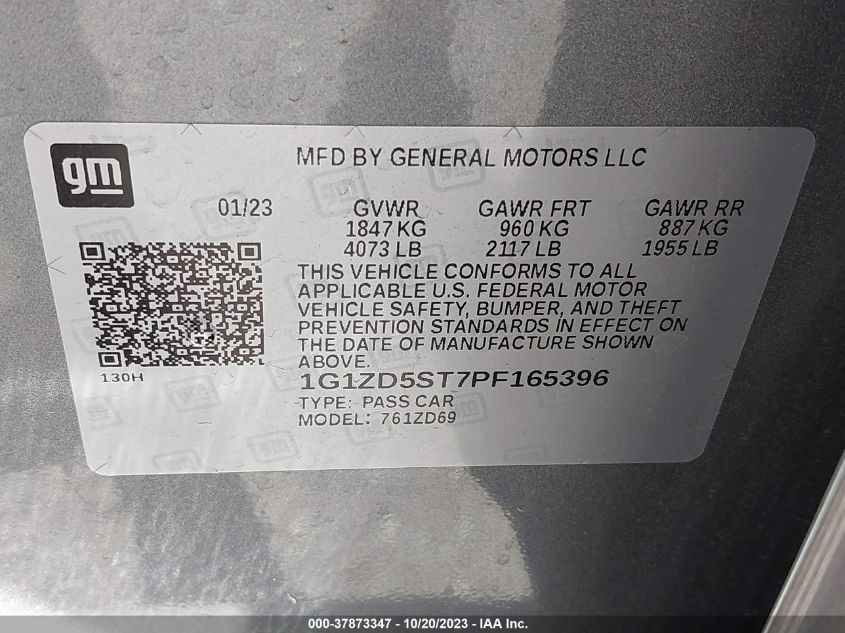 gm
MFD BY GENERAL MOTORS LLC
01/23 GVWR GAWR FRT GAWR RR
1847 KG 960 KG 887 KG
4073 LB 2117 LB 1955 LB
THIS VEHICLE CONFORMS TO ALL
APPLICABLE U.S. FEDERAL MOTOR
VEHICLE SAFETY, BUMPER, AND THEFT
PREVENTION STANDARDS IN EFFECT ON
THE DATE OF MANUFACTURE SHOWN
ABOVE.
130H
1G1ZD5ST7PF165396
TYPE: PASS CAR
MODEL: 761ZD69
000-37873347 - 10/20/2023 - ©IAA, Inc.